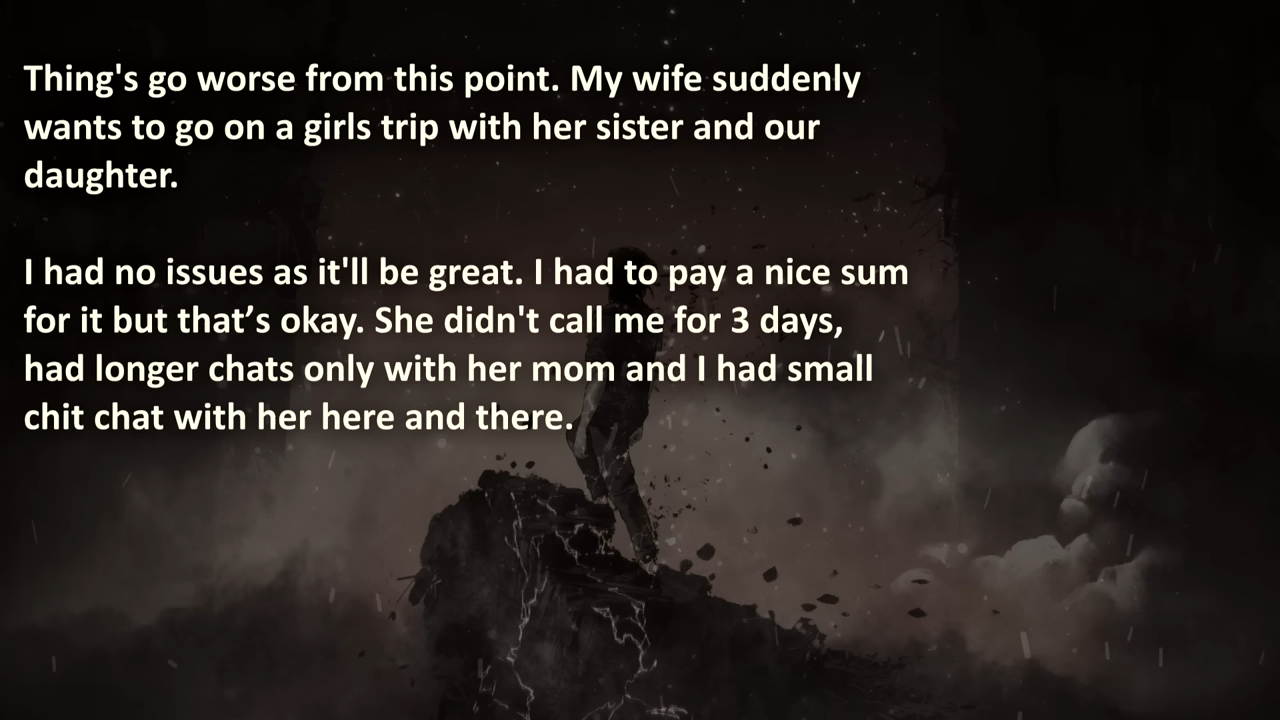 Thing's go worse from this point. My wife suddenly
wants to go on a girls trip with her sister and our
daughter.
I had no issues as it'll be great. I had to pay a nice sum
for it but that’s okay. She didn't call me for 3 days,
had longer chats only with her mom and I had small
chit chat with her here and there.